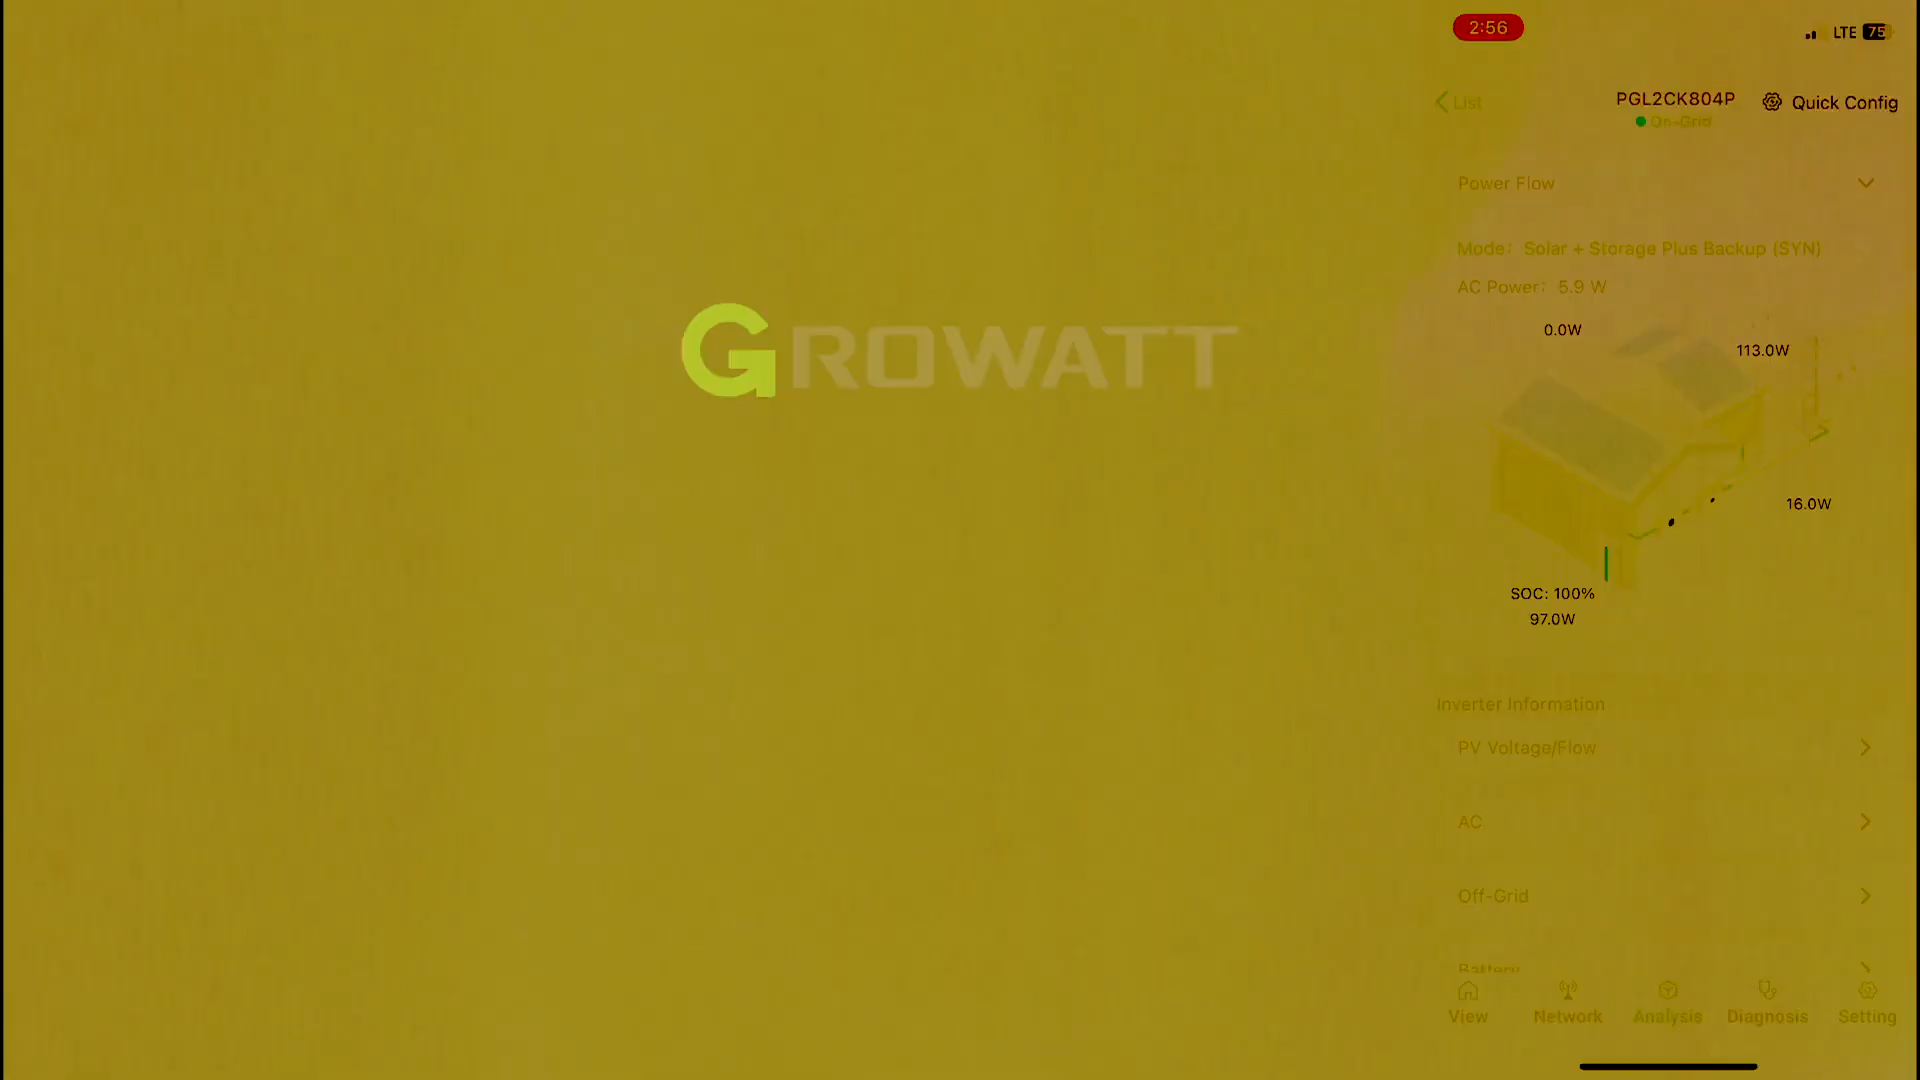 2:56
LTE 75
List
PGL2CK804P
Quick Config
On-Grid
Power Flow
Mode: Solar + Storage Plus Backup (SYN)
AC Power: 5.9 W
0.0W
113.0W
GROWATT
16.0W
SOC: 100%
97.0W
Inverter Information
PV Voltage/Flow
AC
Off-Grid
Battery
View
Network
Analysis
Diagnosis
Setting